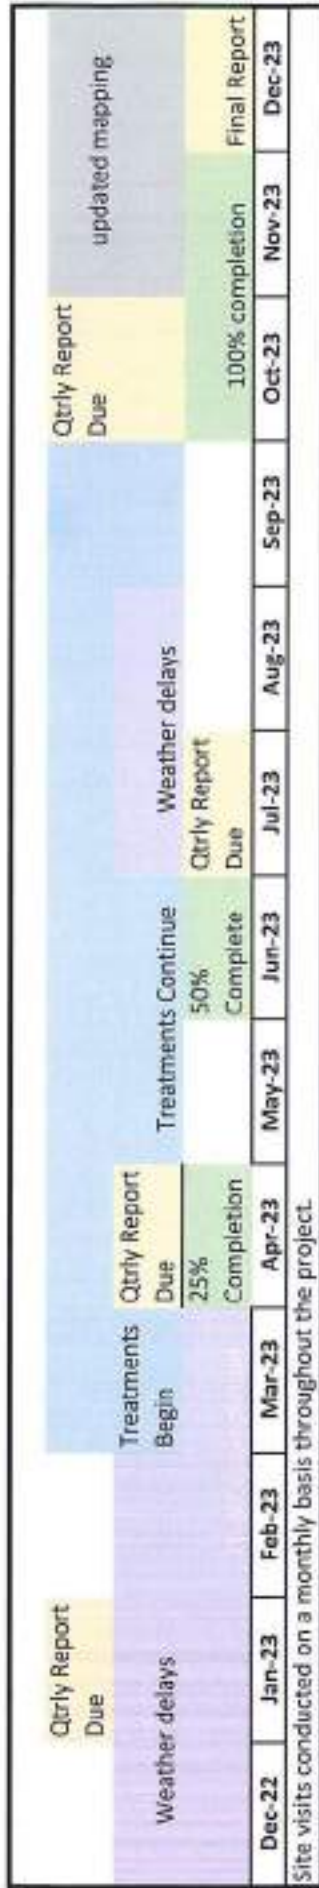 Qtrly Report
Due
Weather delays
Treatments
Begin
Qtrly Report
Due
25%
Completion
Treatments Continue
50%
Complete
Weather delays
Qtrly Report
Due
Qtrly Report
Due
100% completion
updated mapping
Final Report
Dec-22 Jan-23 Feb-23 Mar-23 Apr-23 May-23 Jun-23 Jul-23 Aug-23 Sep-23 Oct-23 Nov-23 Dec-23
Site visits conducted on a monthly basis throughout the project.